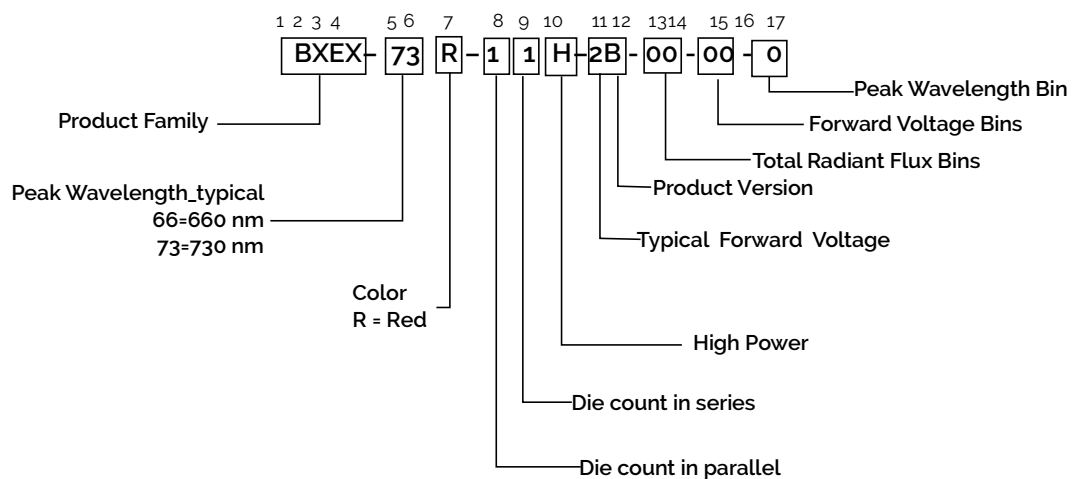 1 2 3 4 5 6 7 8 9 10 11 12 1314 15 16 17
BXEX- 73 R - 1 1 H-2B - 00 - 00 - 0
Peak Wavelength Bin
Product Family
Forward Voltage Bins
Total Radiant Flux Bins
Product Version
Peak Wavelength_typical
66=660 nm
73=730 nm
Typical Forward Voltage
Color
R = Red
High Power
Die count in series
Die count in parallel